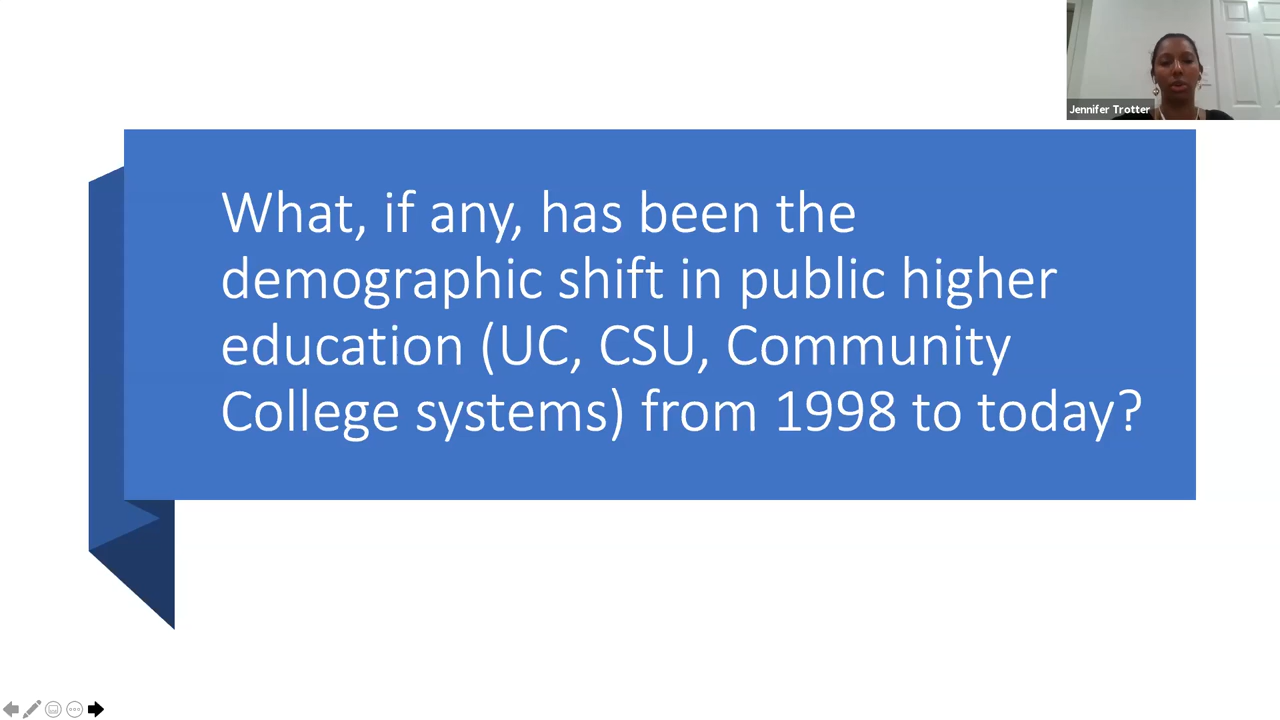 Jennifer Trotter
What, if any, has been the
demographic shift in public higher
education (UC, CSU, Community
College systems) from 1998 to today?